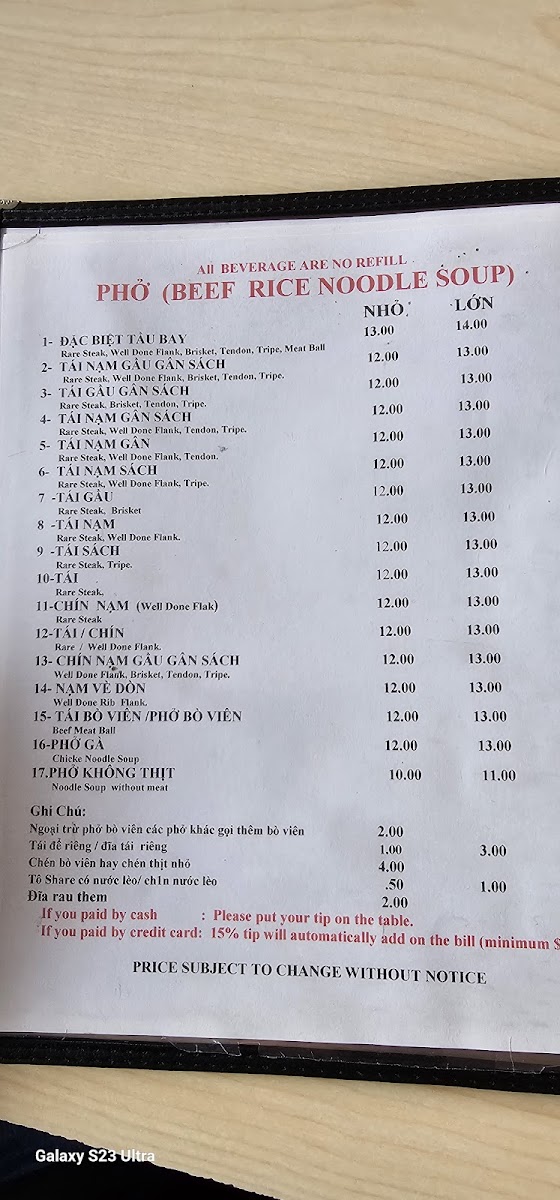 All BEVERAGE ARE NO REFILL
PHỞ (BEEF RICE NOODLE SOUP)
NHỎ LỚN
1- ĐẶC BIỆT TÀU BAY 13.00 14.00
Rare Steak, Well Done Flank, Brisket, Tendon, Tripe, Meat Ball
2- TÁI NẠM GẦU GÂN SÁCH 12.00 13.00
Rare Steak, Well Done Flank, Brisket, Tendon, Tripe.
3- TÁI GẦU GÂN SÁCH 12.00 13.00
Rare Steak, Brisket, Tendon, Tripe.
4- TÁI NẠM GÂN SÁCH 12.00 13.00
Rare Steak, Well Done Flank, Tendon, Tripe.
5- TÁI NẠM GÂN 12.00 13.00
Rare Steak, Well Done Flank, Tendon.
6- TÁI NẠM SÁCH 12.00 13.00
Rare Steak, Well Done Flank, Tripe.
7 -TÁI GẦU 12.00 13.00
Rare Steak, Brisket
8 -TÁI NẠM 12.00 13.00
Rare Steak, Well Done Flank.
9 -TÁI SÁCH 12.00 13.00
Rare Steak, Tripe.
10-TÁI 12.00 13.00
Rare Steak.
11-CHÍN NẠM (Well Done Flak) 12.00 13.00
Rare Steak
12-TÁI / CHÍN 12.00 13.00
Rare / Well Done Flank.
13- CHÍN NẠM GẦU GÂN SÁCH 12.00 13.00
Well Done Flank, Brisket, Tendon, Tripe.
14- NẠM VÈ DÒN 12.00 13.00
Well Done Rib Flank.
15- TÁI BÒ VIÊN /PHỞ BÒ VIÊN 12.00 13.00
Beef Meat Ball
16-PHỞ GÀ 12.00 13.00
Chicke Noodle Soup
17.PHỞ KHÔNG THỊT 10.00 11.00
Noodle Soup without meat
Ghi Chú:
Ngoại trừ phở bò viên các phở khác gọi thêm bò viên 2.00
Tái để riêng / đĩa tái riêng 1.00 3.00
Chén bò viên hay chén thịt nhỏ 4.00
Tô Share có nước lèo/ ch1n nước lèo .50 1.00
Đĩa rau them 2.00
If you paid by cash : Please put your tip on the table.
If you paid by credit card: 15% tip will automatically add on the bill (minimum $
PRICE SUBJECT TO CHANGE WITHOUT NOTICE
Galaxy S23 Ultra